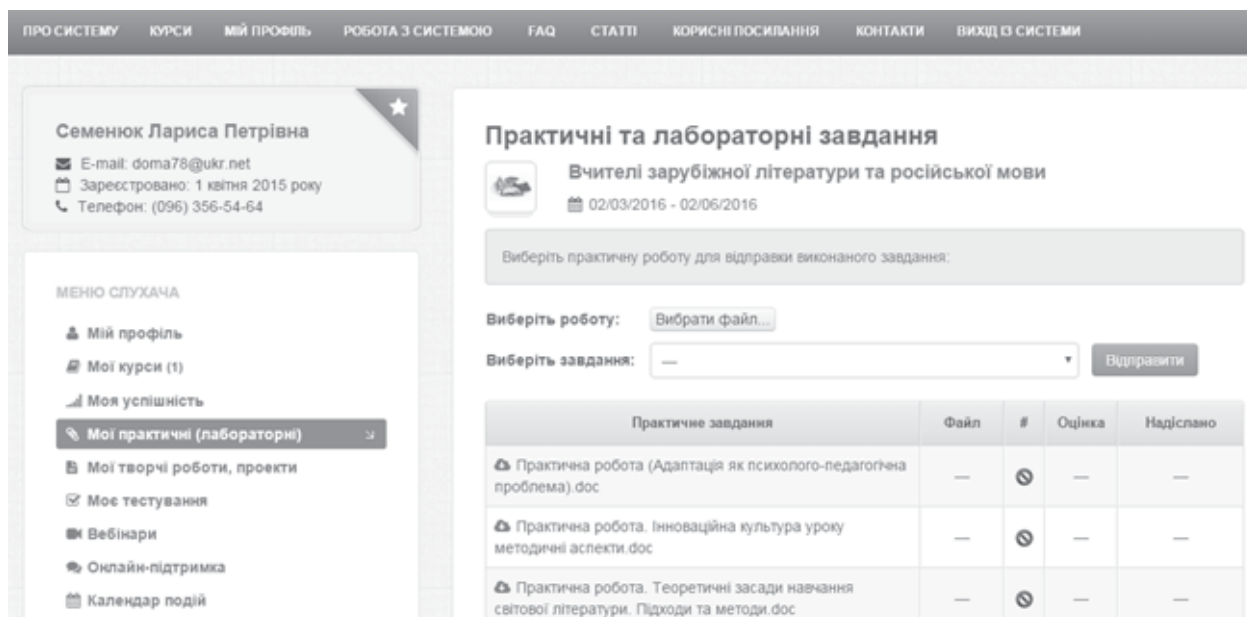 ПРО СИСТЕМУ КУРСИ МІЙ ПРОФІЛЬ РОБОТА З СИСТЕМОЮ FAQ СТАТТІ КОРИСНІ ПОСИЛАННЯ КОНТАКТИ ВИХІД ІЗ СИСТЕМИ
Семенюк Лариса Петрівна
E-mail: doma78@ukr.net
Зареєстровано: 1 квітня 2015 року
Телефон: (096) 356-54-64
МЕНЮ СЛУХАЧА
Мій профіль
Мої курси (1)
Моя успішність
Мої практичні (лабораторні)
Мої творчі роботи, проекти
Моє тестування
Вебінари
Онлайн-підтримка
Календар подій
Практичні та лабораторні завдання
Вчителі зарубіжної літератури та російської мови
02/03/2016 - 02/06/2016
Виберіть практичну роботу для відправки виконаного завдання:
Виберіть роботу: Вибрати файл...
Виберіть завдання: — Відправити
Практичне завдання Файл # Оцінка Надіслано
Практична робота (Адаптація як психолого-педагогічна
проблема).doc — — —
Практична робота. Інноваційна культура уроку
методичні аспекти.doc — — —
Практична робота. Теоретичні засади навчання
світової літератури. Підходи та методи.doc — — —